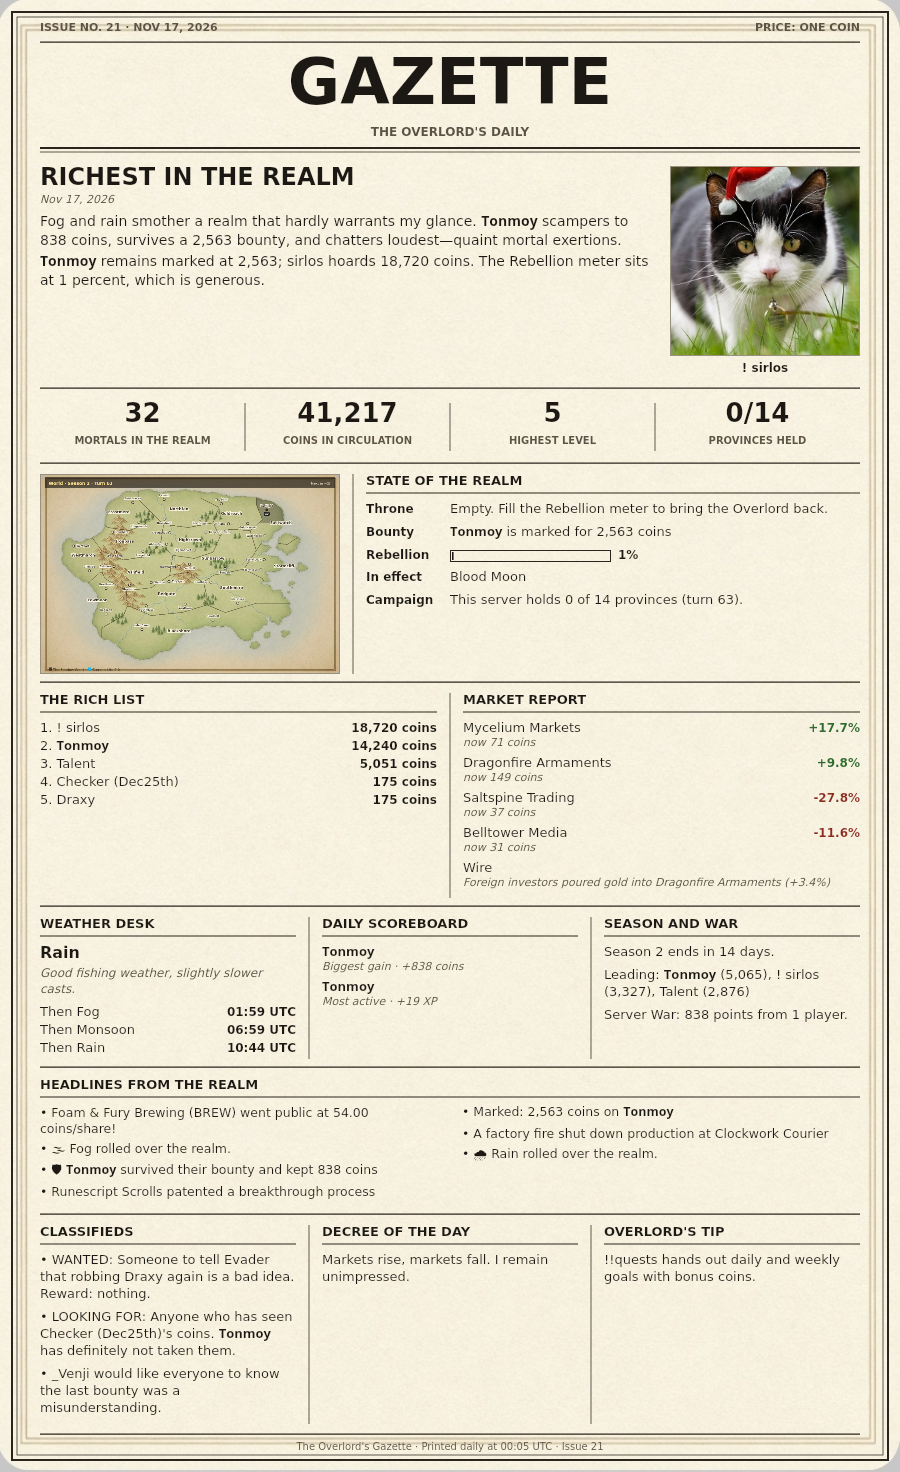 ISSUE NO. 21 · NOV 17, 2026
PRICE: ONE COIN
GAZETTE
THE OVERLORD'S DAILY
RICHEST IN THE REALM
Nov 17, 2026
Fog and rain smother a realm that hardly warrants my glance. Tonmoy scampers to
838 coins, survives a 2,563 bounty, and chatters loudest—quaint mortal exertions.
Tonmoy remains marked at 2,563; sirlos hoards 18,720 coins. The Rebellion meter sits
at 1 percent, which is generous.
! sirlos
32
MORTALS IN THE REALM
41,217
COINS IN CIRCULATION
5
HIGHEST LEVEL
0/14
PROVINCES HELD
World · Season 2 · Turn 63
STATE OF THE REALM
Throne Empty. Fill the Rebellion meter to bring the Overlord back.
Bounty Tonmoy is marked for 2,563 coins
Rebellion 1%
In effect Blood Moon
Campaign This server holds 0 of 14 provinces (turn 63).
THE RICH LIST
1. ! sirlos 18,720 coins
2. Tonmoy 14,240 coins
3. Talent 5,051 coins
4. Checker (Dec25th) 175 coins
5. Draxy 175 coins
MARKET REPORT
Mycelium Markets +17.7%
now 71 coins
Dragonfire Armaments +9.8%
now 149 coins
Saltspine Trading -27.8%
now 37 coins
Belltower Media -11.6%
now 31 coins
Wire
Foreign investors poured gold into Dragonfire Armaments (+3.4%)
WEATHER DESK
Rain
Good fishing weather, slightly slower
casts.
Then Fog 01:59 UTC
Then Monsoon 06:59 UTC
Then Rain 10:44 UTC
DAILY SCOREBOARD
Tonmoy
Biggest gain · +838 coins
Tonmoy
Most active · +19 XP
SEASON AND WAR
Season 2 ends in 14 days.
Leading: Tonmoy (5,065), ! sirlos
(3,327), Talent (2,876)
Server War: 838 points from 1 player.
HEADLINES FROM THE REALM
• Foam & Fury Brewing (BREW) went public at 54.00
coins/share!
• 🌫 Fog rolled over the realm.
• 🛡 Tonmoy survived their bounty and kept 838 coins
• Runescript Scrolls patented a breakthrough process
• Marked: 2,563 coins on Tonmoy
• A factory fire shut down production at Clockwork Courier
• 🌧 Rain rolled over the realm.
CLASSIFIEDS
• WANTED: Someone to tell Evader
that robbing Draxy again is a bad idea.
Reward: nothing.
• LOOKING FOR: Anyone who has seen
Checker (Dec25th)'s coins. Tonmoy
has definitely not taken them.
• _Venji would like everyone to know
the last bounty was a
misunderstanding.
DECREE OF THE DAY
Markets rise, markets fall. I remain
unimpressed.
OVERLORD'S TIP
!!quests hands out daily and weekly
goals with bonus coins.
The Overlord's Gazette · Printed daily at 00:05 UTC · Issue 21